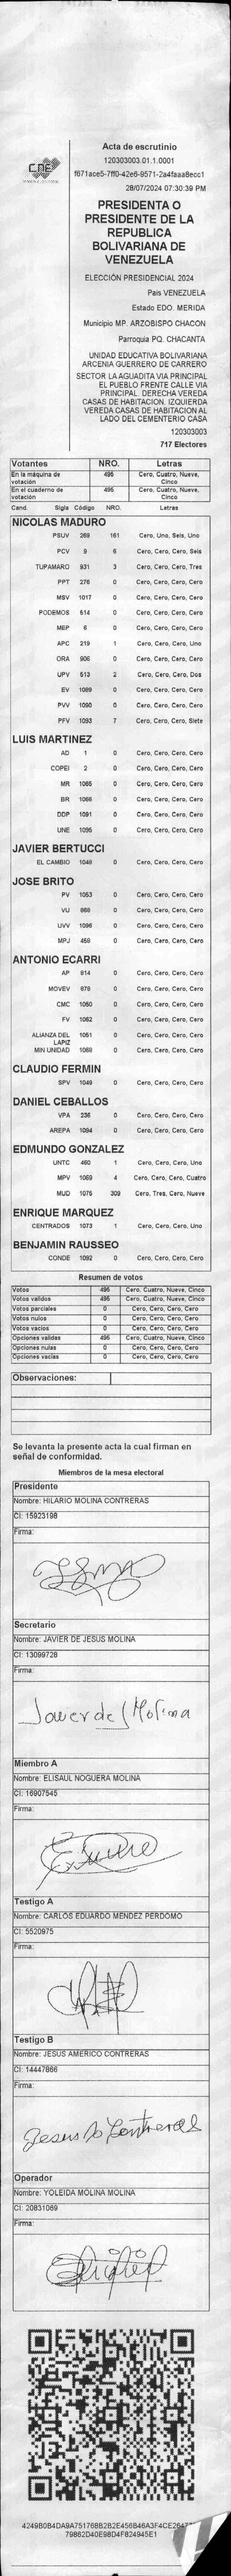 CNE
Acta de escrutinio
120303003.01.1.0001
f671ace5-7ff0-42e6-9571-2a4faaa8ecc1
28/07/2024 07:30:39 PM
PRESIDENTA O
PRESIDENTE DE LA
REPUBLICA
BOLIVARIANA DE
VENEZUELA
ELECCIÓN PRESIDENCIAL 2024
Pais VENEZUELA
Estado EDO. MERIDA
Municipio MP. ARZOBISPO CHACON
Parroquia PQ. CHACANTA
UNIDAD EDUCATIVA BOLIVARIANA
ARCENIA GUERRERO DE CARRERO
SECTOR LA AGUADITA VIA PRINCIPAL
EL PUEBLO FRENTE CALLE VIA
PRINCIPAL. DERECHA VEREDA
CASAS DE HABITACION. IZQUIERDA
VEREDA CASAS DE HABITACION AL
LADO DEL CEMENTERIO CASA
120303003
717 Electores
Votantes NRO. Letras
En la máquina de votación 495 Cero, Cuatro, Nueve, Cinco
En el cuaderno de votación 495 Cero, Cuatro, Nueve, Cinco
Cand. Sigla Código NRO. Letras
NICOLAS MADURO
PSUV 269 161 Cero, Uno, Seis, Uno
PCV 9 6 Cero, Cero, Cero, Seis
TUPAMARO 931 3 Cero, Cero, Cero, Tres
PPT 276 0 Cero, Cero, Cero, Cero
MSV 1017 0 Cero, Cero, Cero, Cero
PODEMOS 514 0 Cero, Cero, Cero, Cero
MEP 6 0 Cero, Cero, Cero, Cero
APC 219 1 Cero, Cero, Cero, Uno
ORA 906 0 Cero, Cero, Cero, Cero
UPV 513 2 Cero, Cero, Cero, Dos
EV 1089 0 Cero, Cero, Cero, Cero
PVV 1090 0 Cero, Cero, Cero, Cero
PFV 1093 7 Cero, Cero, Cero, Siete
LUIS MARTINEZ
AD 1 0 Cero, Cero, Cero, Cero
COPEI 2 0 Cero, Cero, Cero, Cero
MR 1065 0 Cero, Cero, Cero, Cero
BR 1066 0 Cero, Cero, Cero, Cero
DDP 1091 0 Cero, Cero, Cero, Cero
UNE 1095 0 Cero, Cero, Cero, Cero
JAVIER BERTUCCI
EL CAMBIO 1048 0 Cero, Cero, Cero, Cero
JOSE BRITO
PV 1053 0 Cero, Cero, Cero, Cero
VU 868 0 Cero, Cero, Cero, Cero
UVV 1096 0 Cero, Cero, Cero, Cero
MPJ 458 0 Cero, Cero, Cero, Cero
ANTONIO ECARRI
AP 814 0 Cero, Cero, Cero, Cero
MOVEV 878 0 Cero, Cero, Cero, Cero
CMC 1050 0 Cero, Cero, Cero, Cero
FV 1062 0 Cero, Cero, Cero, Cero
ALIANZA DEL LAPIZ 1051 0 Cero, Cero, Cero, Cero
MIN UNIDAD 1068 0 Cero, Cero, Cero, Cero
CLAUDIO FERMIN
SPV 1049 0 Cero, Cero, Cero, Cero
DANIEL CEBALLOS
VPA 236 0 Cero, Cero, Cero, Cero
AREPA 1094 0 Cero, Cero, Cero, Cero
EDMUNDO GONZALEZ
UNTC 460 1 Cero, Cero, Cero, Uno
MPV 1069 4 Cero, Cero, Cero, Cuatro
MUD 1075 309 Cero, Tres, Cero, Nueve
ENRIQUE MARQUEZ
CENTRADOS 1073 1 Cero, Cero, Cero, Uno
BENJAMIN RAUSSEO
CONDE 1092 0 Cero, Cero, Cero, Cero
Resumen de votos
Votos 495 Cero, Cuatro, Nueve, Cinco
Votos validos 495 Cero, Cuatro, Nueve, Cinco
Votos parciales 0 Cero, Cero, Cero, Cero
Votos nulos 0 Cero, Cero, Cero, Cero
Votos vacios 0 Cero, Cero, Cero, Cero
Opciones validas 495 Cero, Cuatro, Nueve, Cinco
Opciones nulas 0 Cero, Cero, Cero, Cero
Opciones vacias 0 Cero, Cero, Cero, Cero
Observaciones:
Se levanta la presente acta la cual firman en
señal de conformidad.
Miembros de la mesa electoral
Presidente
Nombre: HILARIO MOLINA CONTRERAS
CI: 15923198
Firma:
Secretario
Nombre: JAVIER DE JESUS MOLINA
CI: 13099728
Firma:
Javier de J Molina
Miembro A
Nombre: ELISAUL NOGUERA MOLINA
CI: 16907545
Firma:
Testigo A
Nombre: CARLOS EDUARDO MENDEZ PERDOMO
CI: 5520975
Firma:
Testigo B
Nombre: JESUS AMERICO CONTRERAS
CI: 14447866
Firma:
Jesus A Contreras
Operador
Nombre: YOLEIDA MOLINA MOLINA
CI: 20831069
Firma:
79862D40E98D4F824945E1